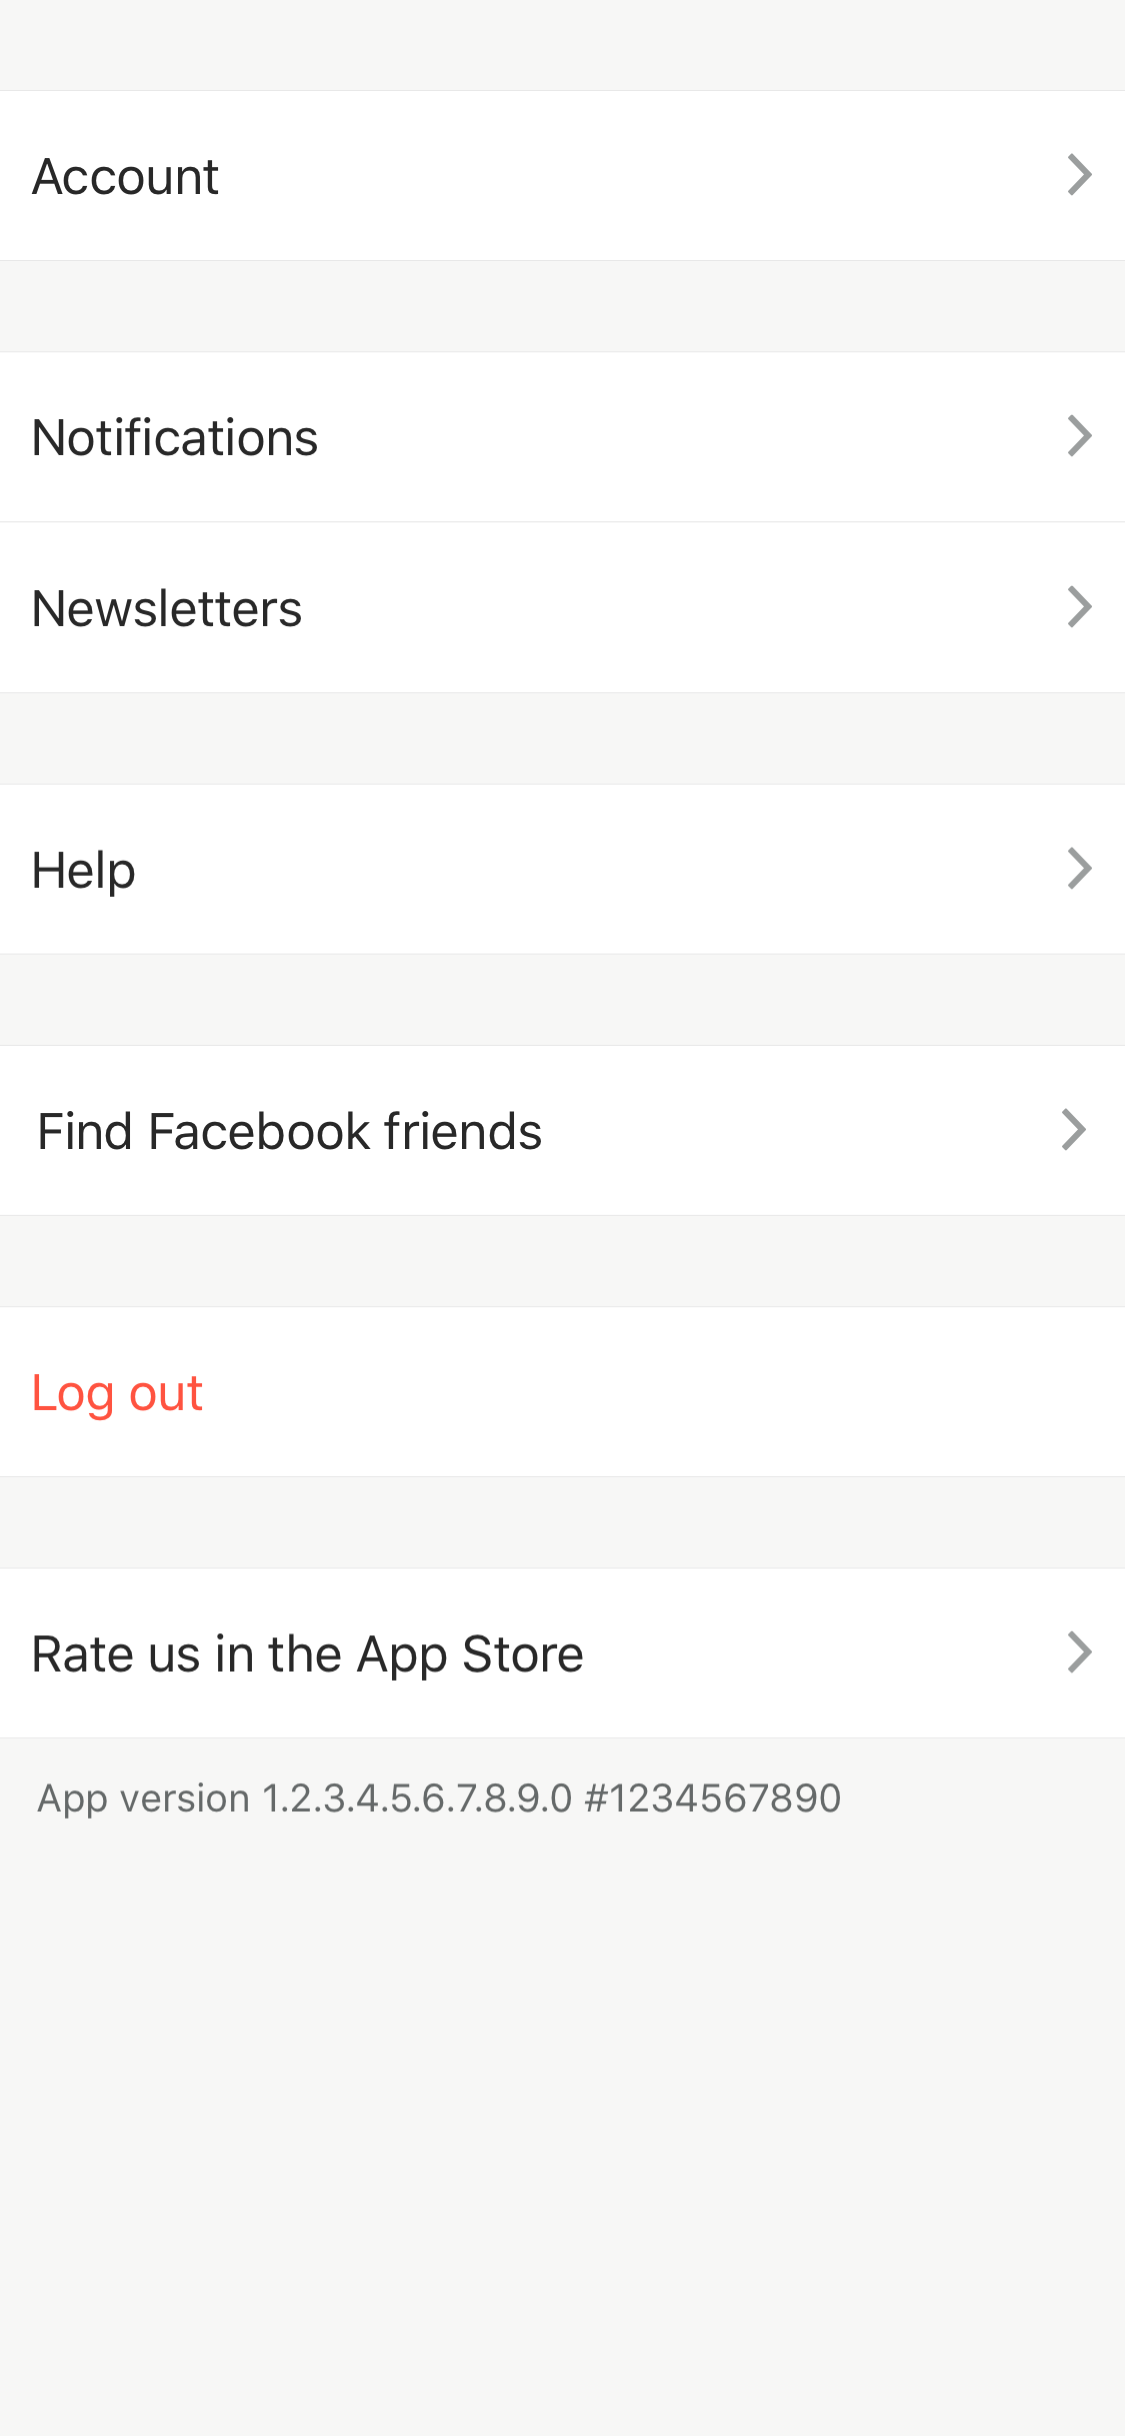 Account
Notifications
Newsletters
Help
Find Facebook friends
Log out
Rate us in the App Store
App version 1.2.3.4.5.6.7.8.9.0 #1234567890